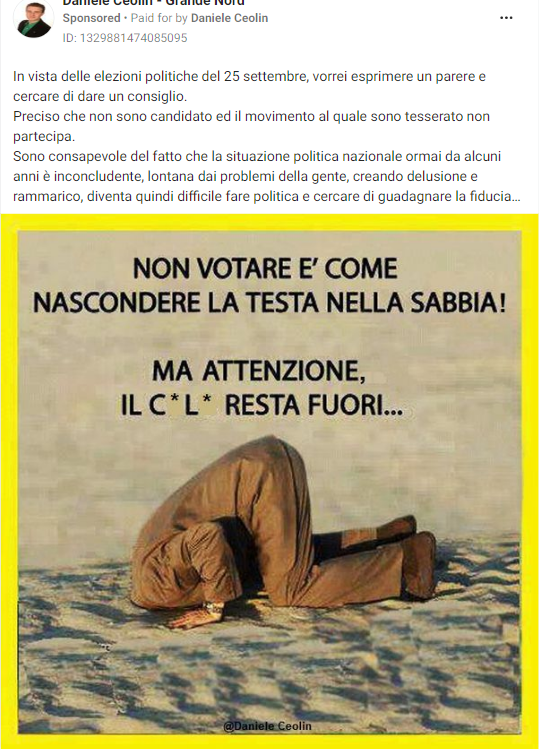 Daniele Ceolin - Grande Nord
Sponsored • Paid for by Daniele Ceolin
ID: 1329881474085095
In vista delle elezioni politiche del 25 settembre, vorrei esprimere un parere e
cercare di dare un consiglio.
Preciso che non sono candidato ed il movimento al quale sono tesserato non
partecipa.
Sono consapevole del fatto che la situazione politica nazionale ormai da alcuni
anni è inconcludente, lontana dai problemi della gente, creando delusione e
rammarico, diventa quindi difficile fare politica e cercare di guadagnare la fiducia...
NON VOTARE E' COME
NASCONDERE LA TESTA NELLA SABBIA!
MA ATTENZIONE,
IL C*L* RESTA FUORI...
@Daniele Ceolin